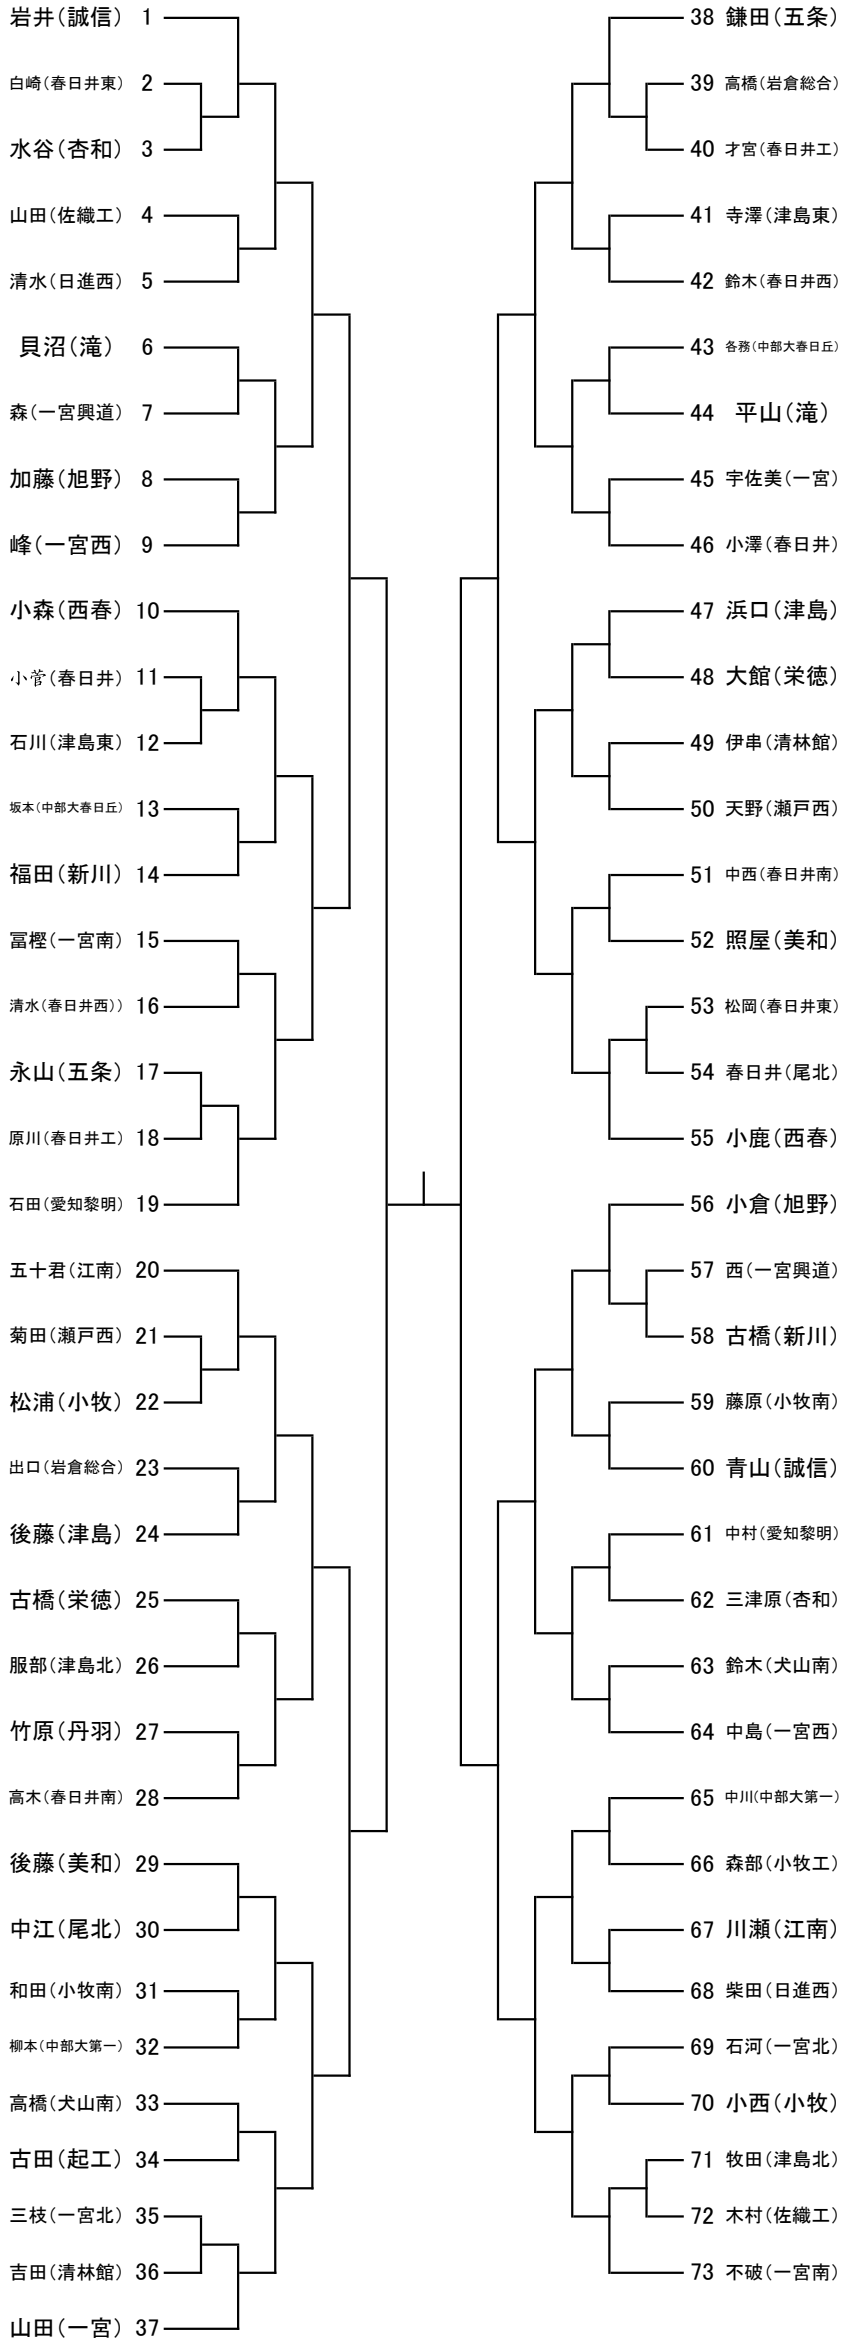 岩井(誠信) 1
白崎(春日井東) 2
水谷(杏和) 3
山田(佐織工) 4
清水(日進西) 5
貝沼(滝) 6
森(一宮興道) 7
加藤(旭野) 8
峰(一宮西) 9
小森(西春) 10
小菅(春日井) 11
石川(津島東) 12
坂本(中部大春日丘) 13
福田(新川) 14
冨樫(一宮南) 15
清水(春日井西)) 16
永山(五条) 17
原川(春日井工) 18
石田(愛知黎明) 19
五十君(江南) 20
菊田(瀬戸西) 21
松浦(小牧) 22
出口(岩倉総合) 23
後藤(津島) 24
古橋(栄徳) 25
服部(津島北) 26
竹原(丹羽) 27
高木(春日井南) 28
後藤(美和) 29
中江(尾北) 30
和田(小牧南) 31
柳本(中部大第一) 32
高橋(犬山南) 33
古田(起工) 34
三枝(一宮北) 35
吉田(清林館) 36
山田(一宮) 37
38 鎌田(五条)
39 高橋(岩倉総合)
40 才宮(春日井工)
41 寺澤(津島東)
42 鈴木(春日井西)
43 各務(中部大春日丘)
44 平山(滝)
45 宇佐美(一宮)
46 小澤(春日井)
47 浜口(津島)
48 大館(栄徳)
49 伊串(清林館)
50 天野(瀬戸西)
51 中西(春日井南)
52 照屋(美和)
53 松岡(春日井東)
54 春日井(尾北)
55 小鹿(西春)
56 小倉(旭野)
57 西(一宮興道)
58 古橋(新川)
59 藤原(小牧南)
60 青山(誠信)
61 中村(愛知黎明)
62 三津原(杏和)
63 鈴木(犬山南)
64 中島(一宮西)
65 中川(中部大第一)
66 森部(小牧工)
67 川瀬(江南)
68 柴田(日進西)
69 石河(一宮北)
70 小西(小牧)
71 牧田(津島北)
72 木村(佐織工)
73 不破(一宮南)